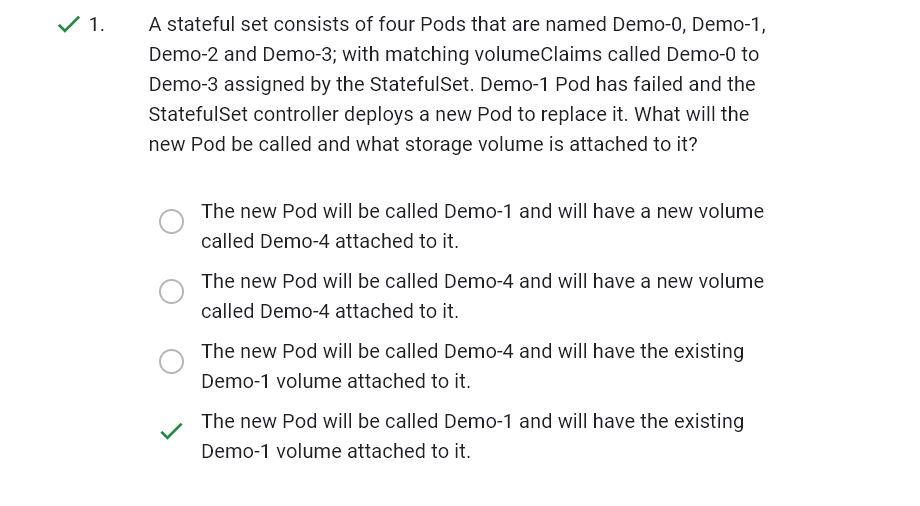 1. A stateful set consists of four Pods that are named Demo-0, Demo-1,
Demo-2 and Demo-3; with matching volumeClaims called Demo-0 to
Demo-3 assigned by the StatefulSet. Demo-1 Pod has failed and the
StatefulSet controller deploys a new Pod to replace it. What will the
new Pod be called and what storage volume is attached to it?
The new Pod will be called Demo-1 and will have a new volume
called Demo-4 attached to it.
The new Pod will be called Demo-4 and will have a new volume
called Demo-4 attached to it.
The new Pod will be called Demo-4 and will have the existing
Demo-1 volume attached to it.
The new Pod will be called Demo-1 and will have the existing
Demo-1 volume attached to it.